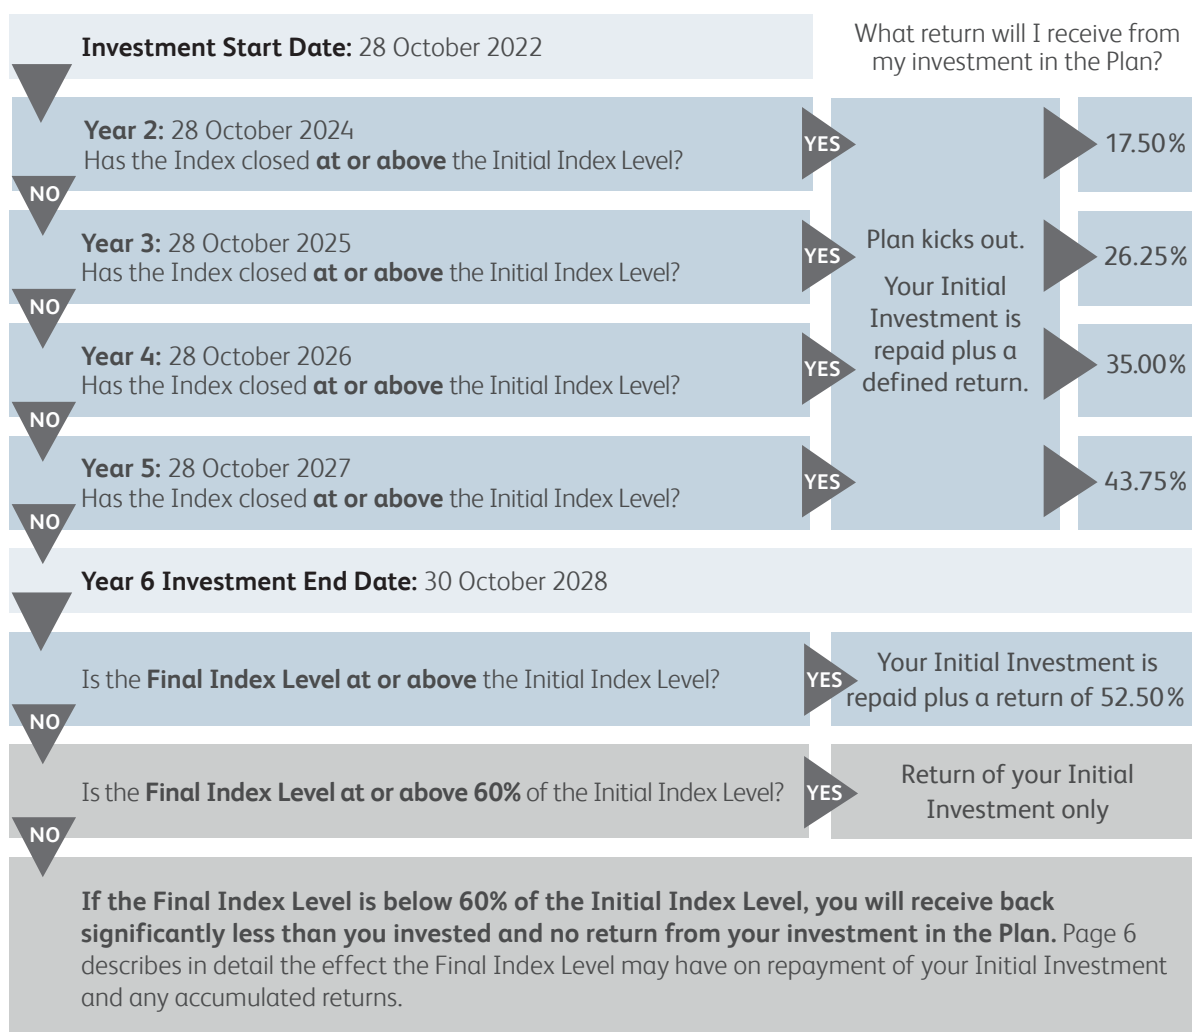 Investment Start Date: 28 October 2022
What return will I receive from
my investment in the Plan?
Year 2: 28 October 2024
Has the Index closed at or above the Initial Index Level?
YES
17.50%
NO
Year 3: 28 October 2025
Has the Index closed at or above the Initial Index Level?
YES
Plan kicks out.
Your Initial
Investment is
repaid plus a
defined return.
26.25%
NO
Year 4: 28 October 2026
Has the Index closed at or above the Initial Index Level?
YES
35.00%
NO
Year 5: 28 October 2027
Has the Index closed at or above the Initial Index Level?
YES
43.75%
NO
Year 6 Investment End Date: 30 October 2028
Is the Final Index Level at or above the Initial Index Level?
YES
Your Initial Investment is
repaid plus a return of 52.50%
NO
Is the Final Index Level at or above 60% of the Initial Index Level?
YES
Return of your Initial
Investment only
NO
If the Final Index Level is below 60% of the Initial Index Level, you will receive back
significantly less than you invested and no return from your investment in the Plan. Page 6
describes in detail the effect the Final Index Level may have on repayment of your Initial Investment
and any accumulated returns.